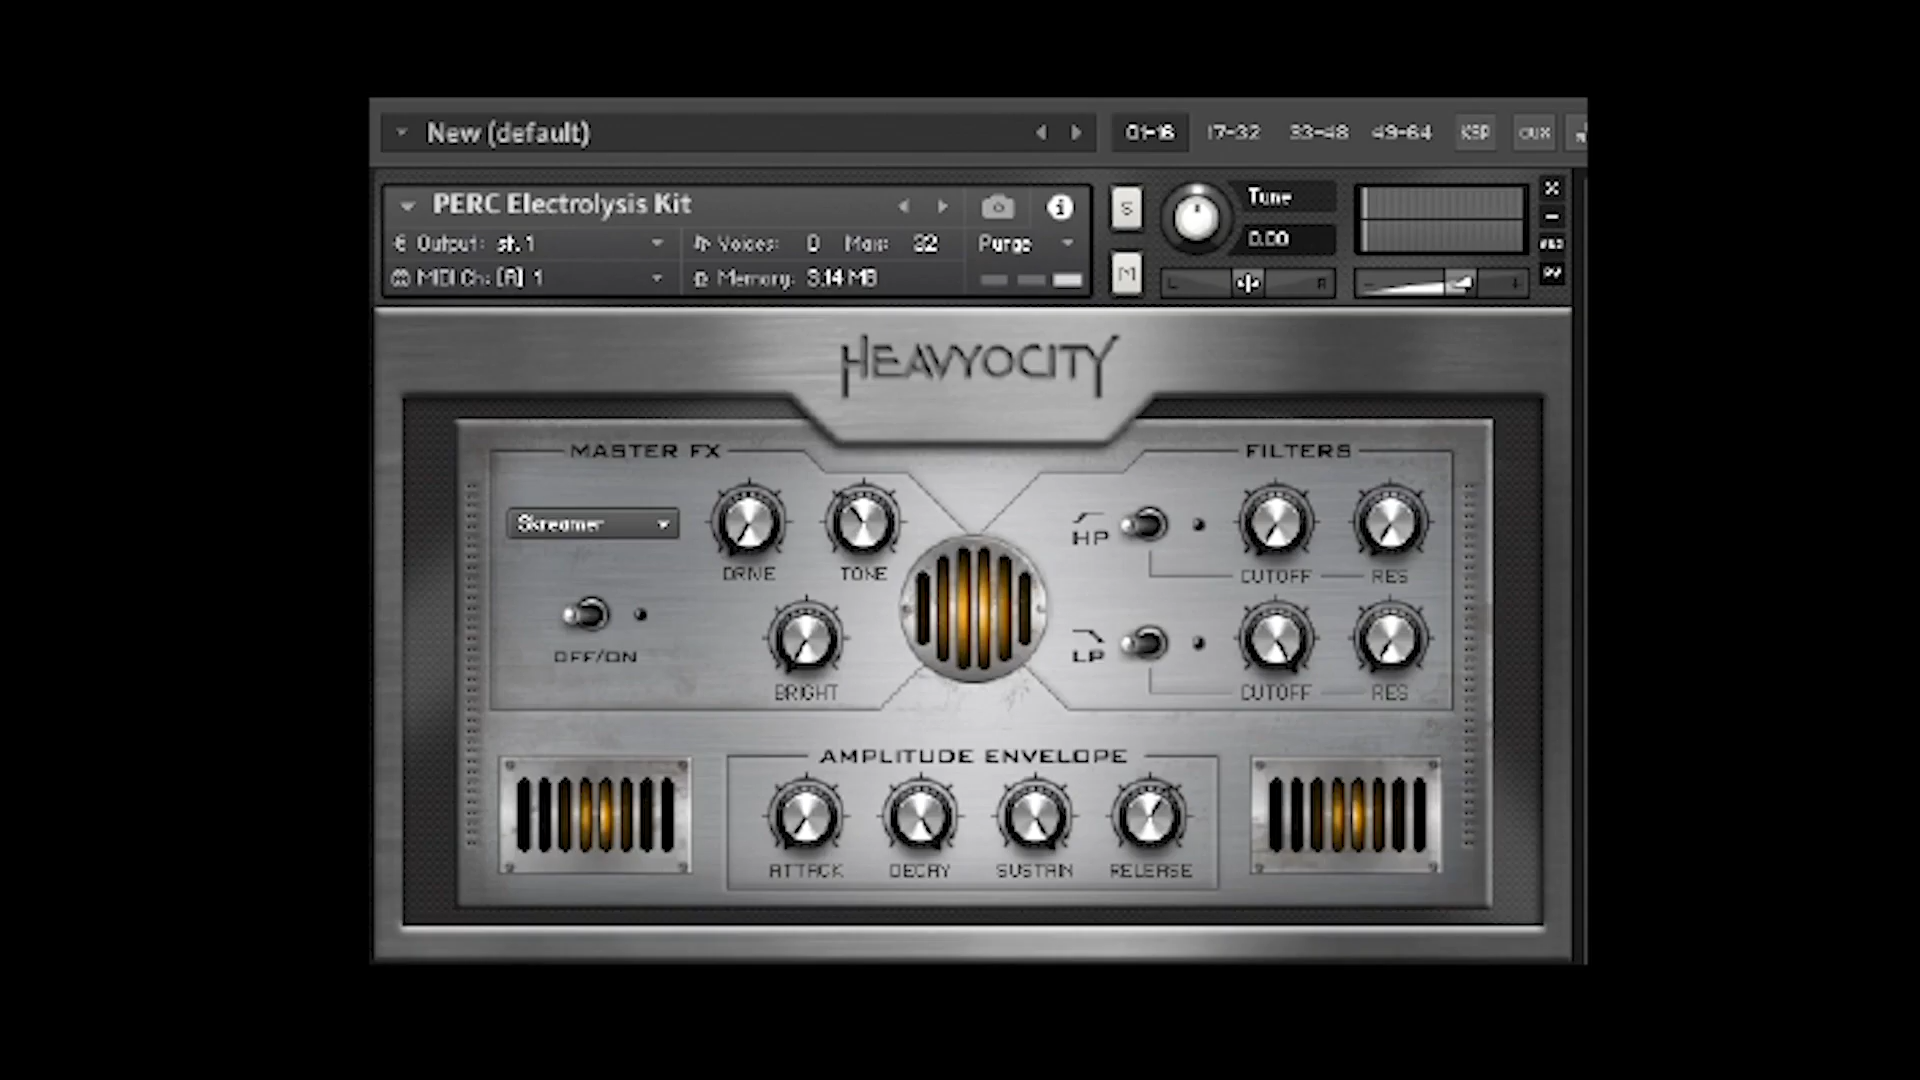 New (default) 01-16 17-32 33-48 49-64 KSP aux
PERC Electrolysis Kit
S Tune
Output: st. 1 Voices: 0 Max: 32 Purge 0.00
MIDI Ch: [A] 1 Memory: 3.14 MB M L R
HEAVYOCITY
MASTER FX FILTERS
Skreamer
HP
DRIVE TONE CUTOFF RES
OFF/ON LP
BRIGHT CUTOFF RES
AMPLITUDE ENVELOPE
ATTACK DECAY SUSTAIN RELEASE